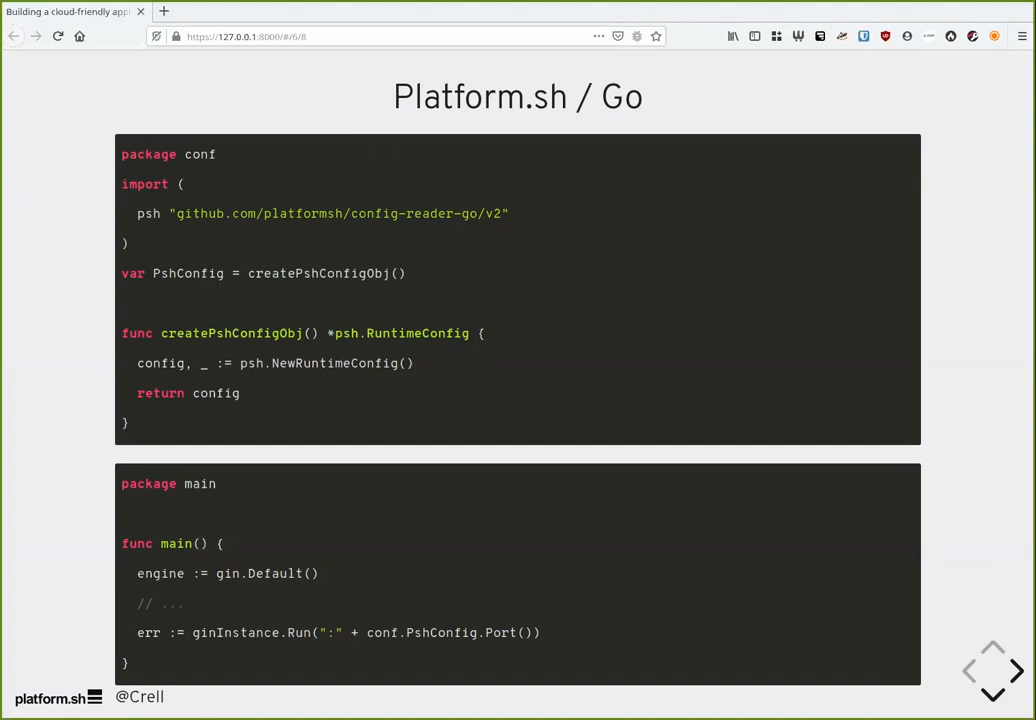 Building a cloud-friendly appl
https://127.0.0.1:8000/#/6/8
Platform.sh / Go
package conf
import (
psh "github.com/platformsh/config-reader-go/v2"
)
var PshConfig = createPshConfigObj()
func createPshConfigObj() *psh.RuntimeConfig {
config, _ := psh.NewRuntimeConfig()
return config
}
package main
func main() {
engine := gin.Default()
// ...
err := ginInstance.Run(":" + conf.PshConfig.Port())
}
platform.sh @Crell